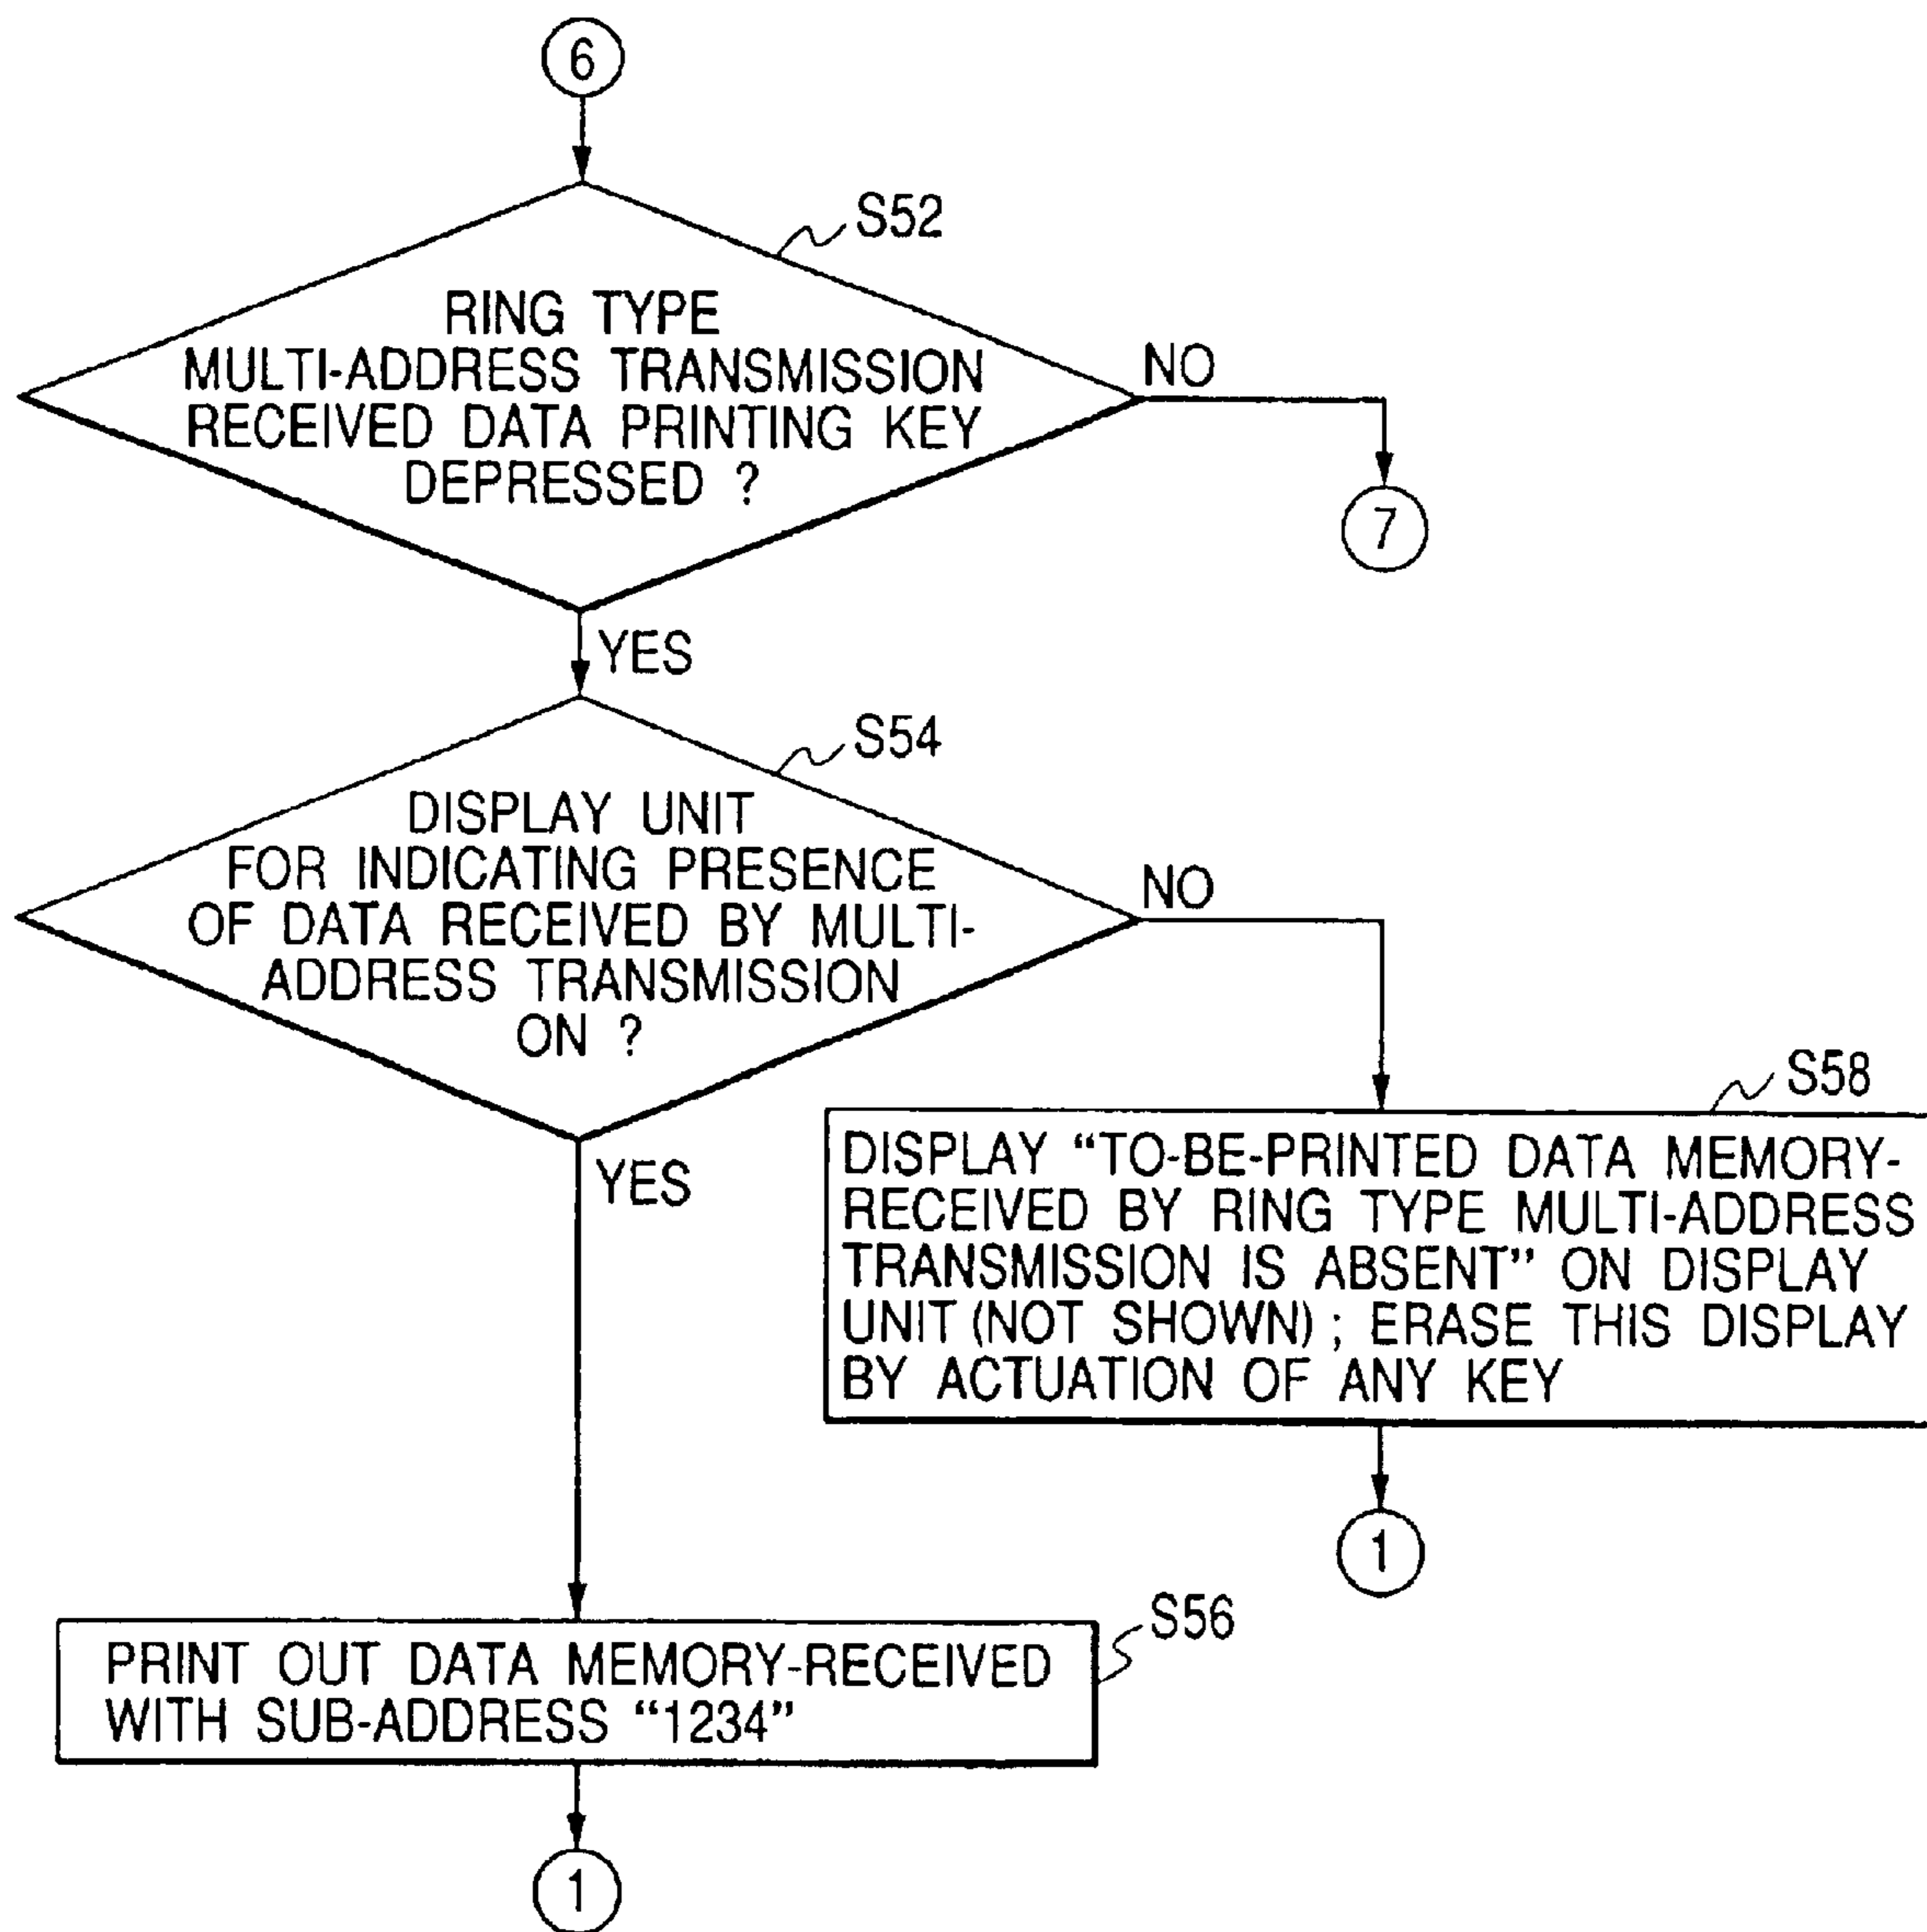 6
S52
RING TYPE
MULTI-ADDRESS TRANSMISSION
RECEIVED DATA PRINTING KEY
DEPRESSED ?
NO
7
YES
S54
DISPLAY UNIT
FOR INDICATING PRESENCE
OF DATA RECEIVED BY MULTI-
ADDRESS TRANSMISSION
ON ?
NO
YES
S58
DISPLAY “TO-BE-PRINTED DATA MEMORY-
RECEIVED BY RING TYPE MULTI-ADDRESS
TRANSMISSION IS ABSENT” ON DISPLAY
UNIT (NOT SHOWN) ; ERASE THIS DISPLAY
BY ACTUATION OF ANY KEY
1
S56
PRINT OUT DATA MEMORY-RECEIVED
WITH SUB-ADDRESS “1234”
1